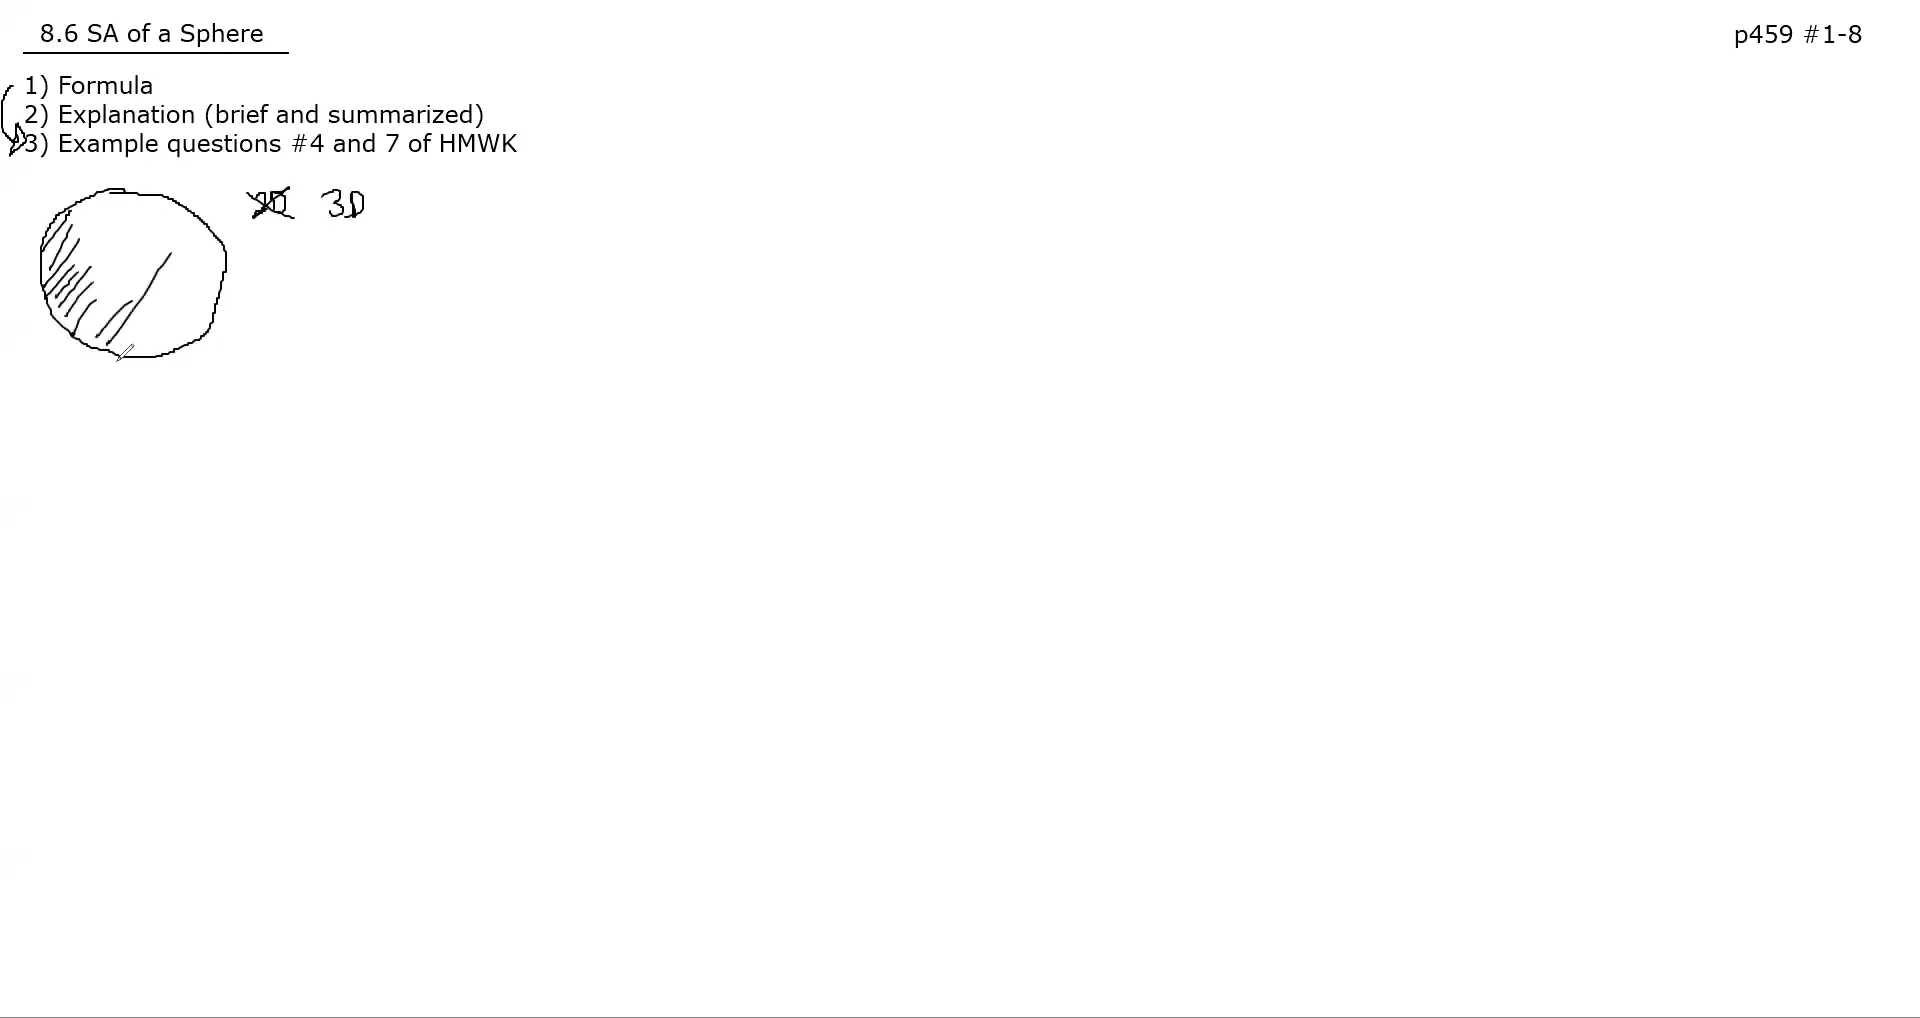 8.6 SA of a Sphere
p459 #1-8
1) Formula
2) Explanation (brief and summarized)
3) Example questions #4 and 7 of HMWK
3D